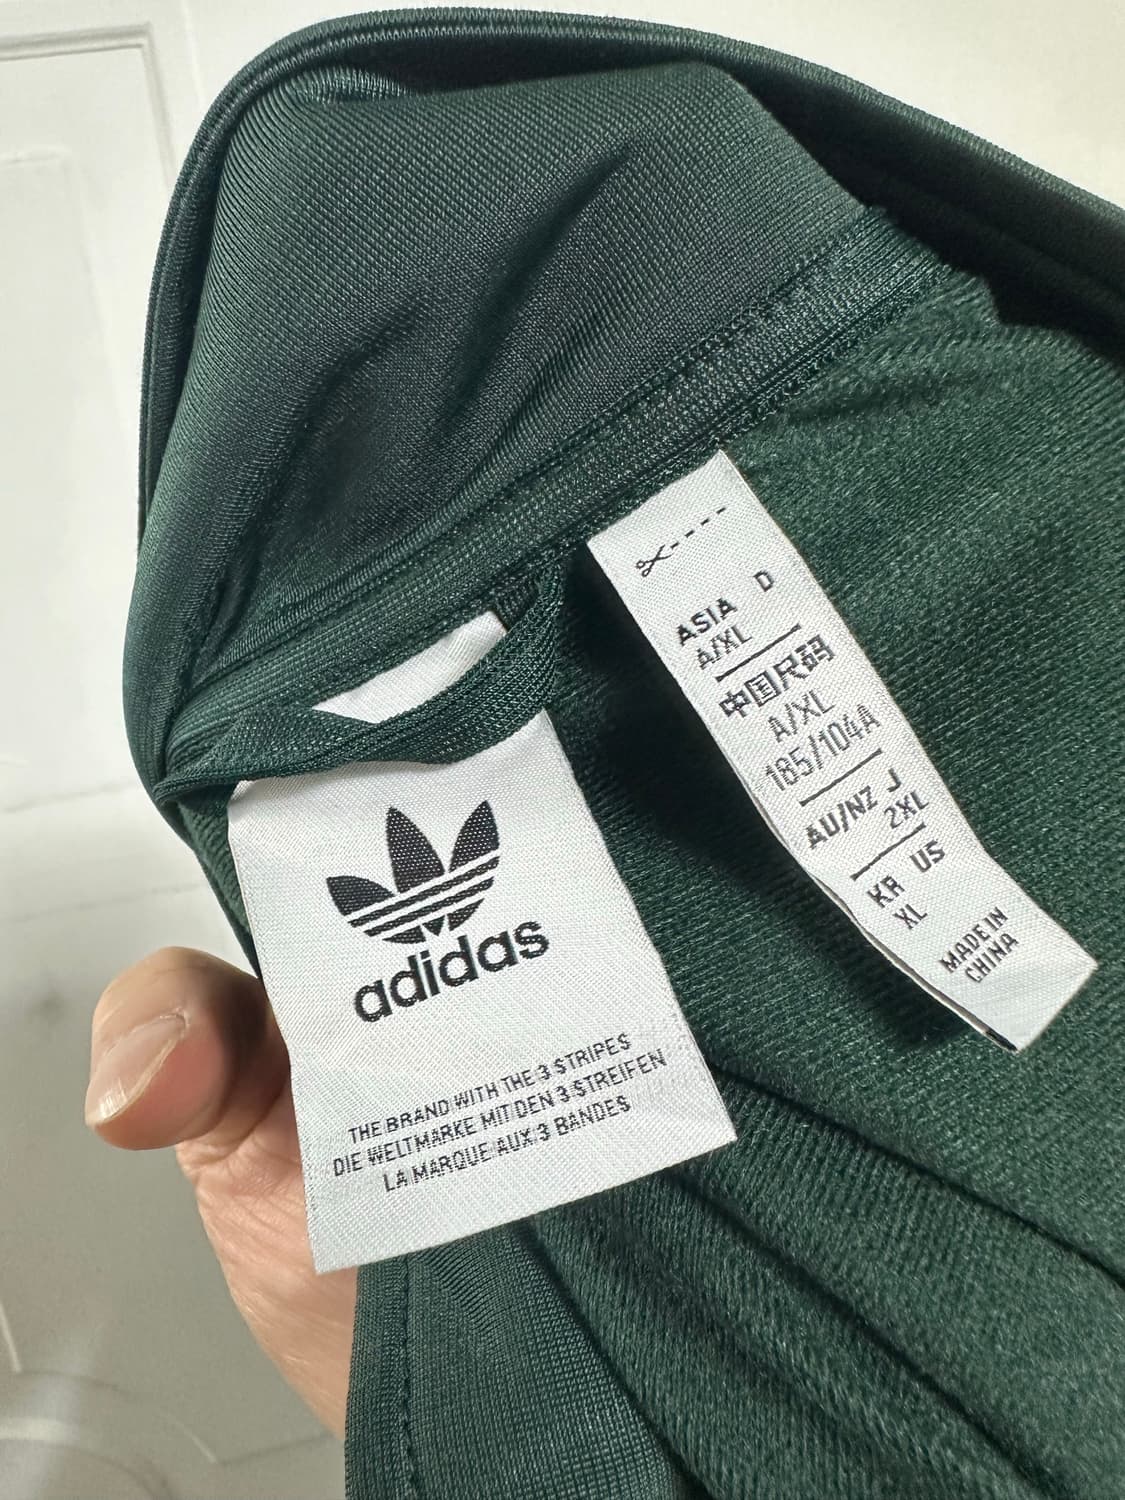 adidas
THE BRAND WITH THE 3 STRIPES
DIE WELTMARKE MIT DEN 3 STREIFEN
LA MARQUE AUX 3 BANDES
ASIA D
A/XL
中国尺码
A/XL
185/104A
AU/NZ J
2XL
KR US
XL
MADE IN
CHINA